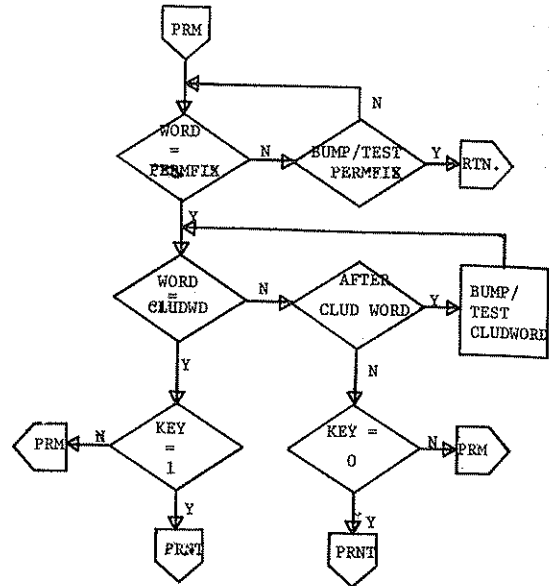 PRM
N
WORD
=
PERMFIX
N
BUMP/TEST
PERMFIX
Y
RTN.
Y
WORD
=
CLUDWD
N
AFTER
CLUD WORD
Y
BUMP/
TEST
CLUDWORD
Y
N
PRM
N
KEY
=
1
KEY =
0
N
PRM
Y
Y
PRNT
PRNT